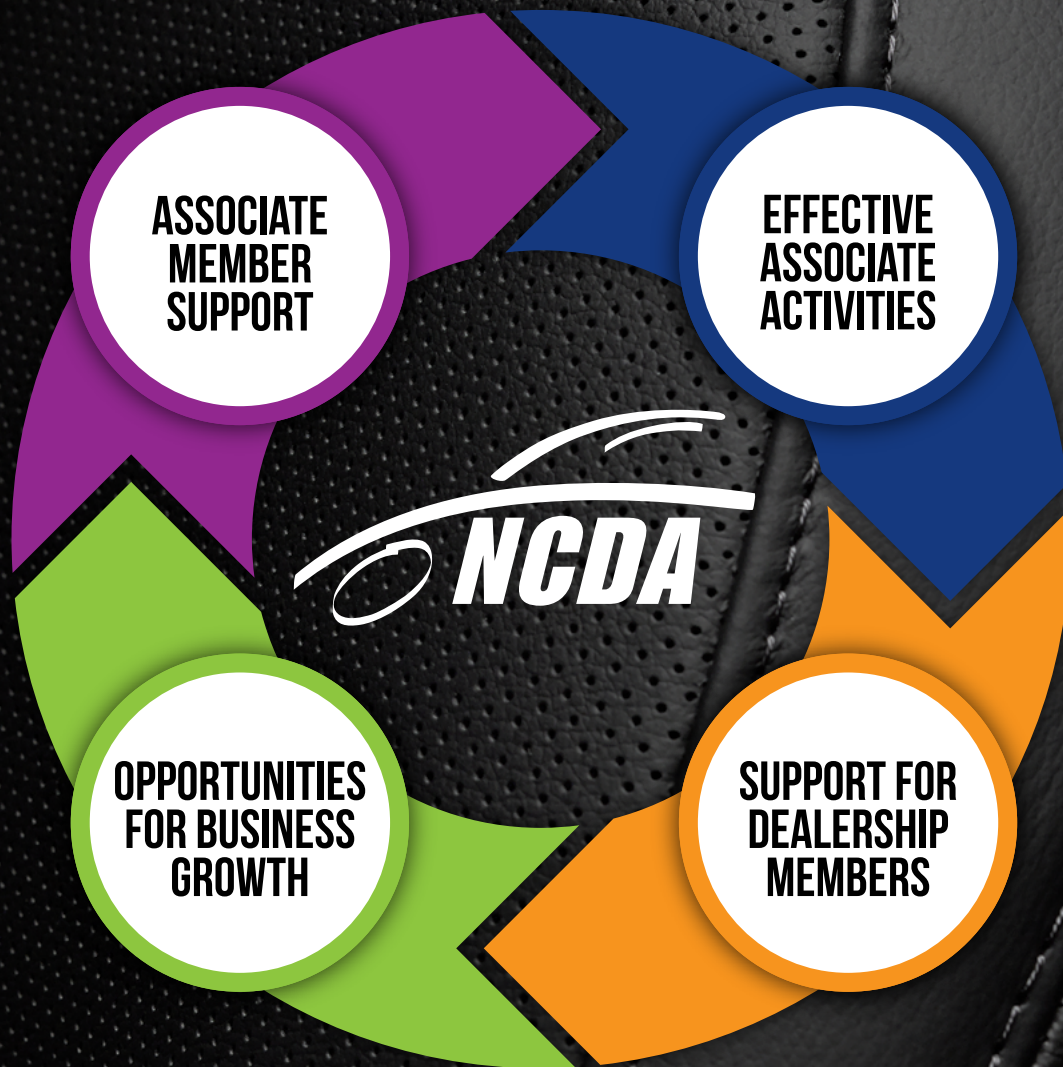 ASSOCIATE
MEMBER
SUPPORT
EFFECTIVE
ASSOCIATE
ACTIVITIES
NCDA
OPPORTUNITIES
FOR BUSINESS
GROWTH
SUPPORT FOR
DEALERSHIP
MEMBERS